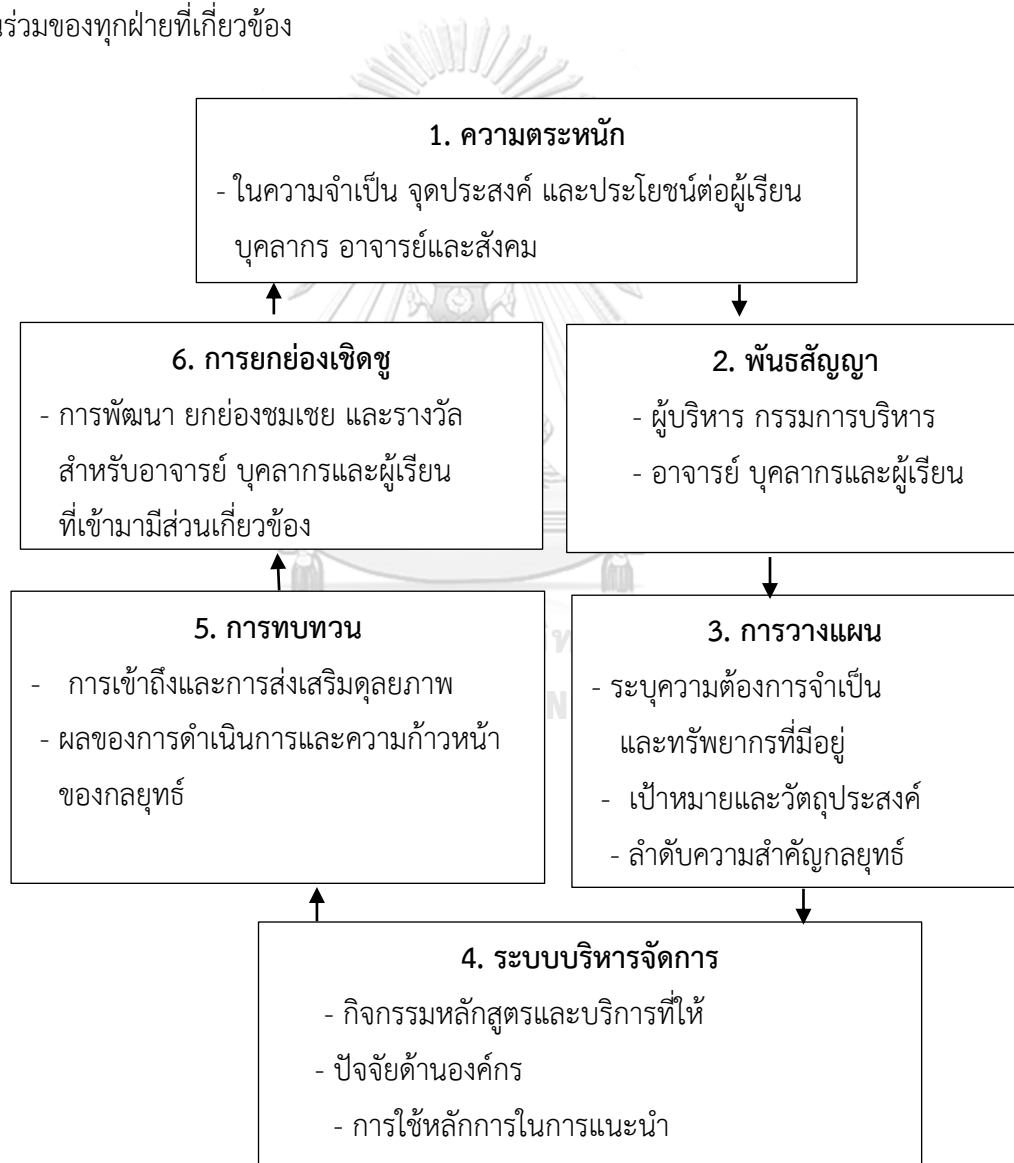 นร่วมของทุกฝ่ายที่เกี่ยวข้อง
1. ความตระหนัก
- ในความจำเป็น จุดประสงค์ และประโยชน์ต่อผู้เรียน
บุคลากร อาจารย์และสังคม
2. พันธสัญญา
- ผู้บริหาร กรรมการบริหาร
- อาจารย์ บุคลากรและผู้เรียน
3. การวางแผน
- ระบุความต้องการจำเป็น
และทรัพยากรที่มีอยู่
- เป้าหมายและวัตถุประสงค์
- ลำดับความสำคัญกลยุทธ์
4. ระบบบริหารจัดการ
- กิจกรรมหลักสูตรและบริการที่ให้
- ปัจจัยด้านองค์กร
- การใช้หลักการในการแนะนำ
5. การทบทวน
- การเข้าถึงและการส่งเสริมดุลยภาพ
- ผลของการดำเนินการและความก้าวหน้า
ของกลยุทธ์
6. การยกย่องเชิดชู
- การพัฒนา ยกย่องชมเชย และรางวัล
สำหรับอาจารย์ บุคลากรและผู้เรียน
ที่เข้ามามีส่วนเกี่ยวข้อง